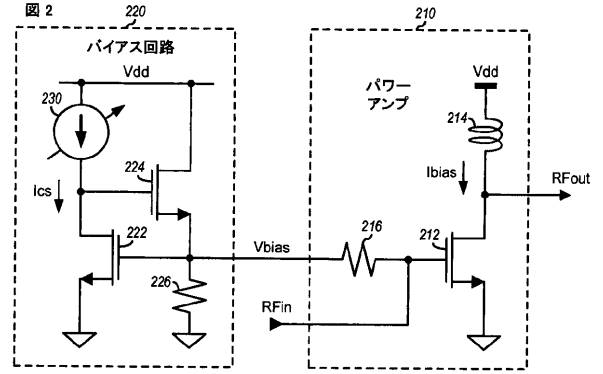 図 2
220
バイアス回路
Vdd
230
224
Ics
222
226
Vbias
RFin
210
パワー
アンプ
Vdd
214
Ibias
RFout
216
212